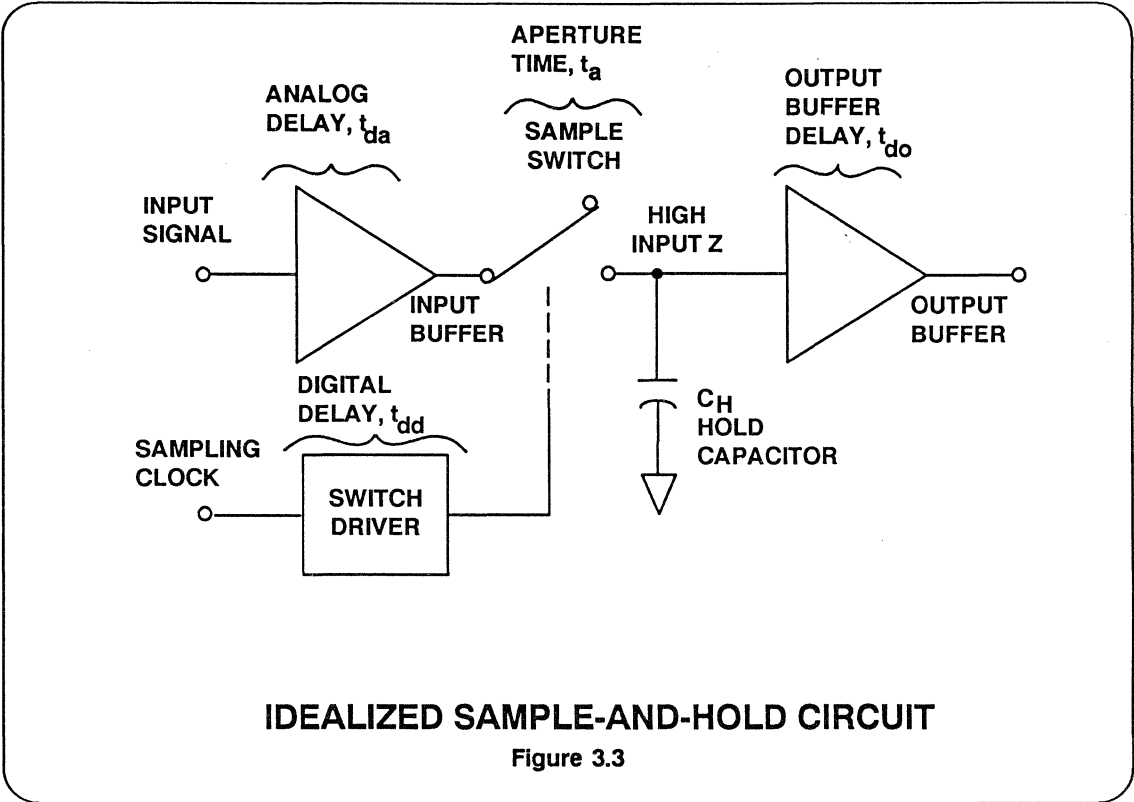 APERTURE
TIME, ta
ANALOG
DELAY, tda
OUTPUT
BUFFER
DELAY, tdo
SAMPLE
SWITCH
INPUT
SIGNAL
HIGH
INPUT Z
INPUT
BUFFER
OUTPUT
BUFFER
DIGITAL
DELAY, tdd
CH
HOLD
CAPACITOR
SAMPLING
CLOCK
SWITCH
DRIVER
IDEALIZED SAMPLE-AND-HOLD CIRCUIT
Figure 3.3